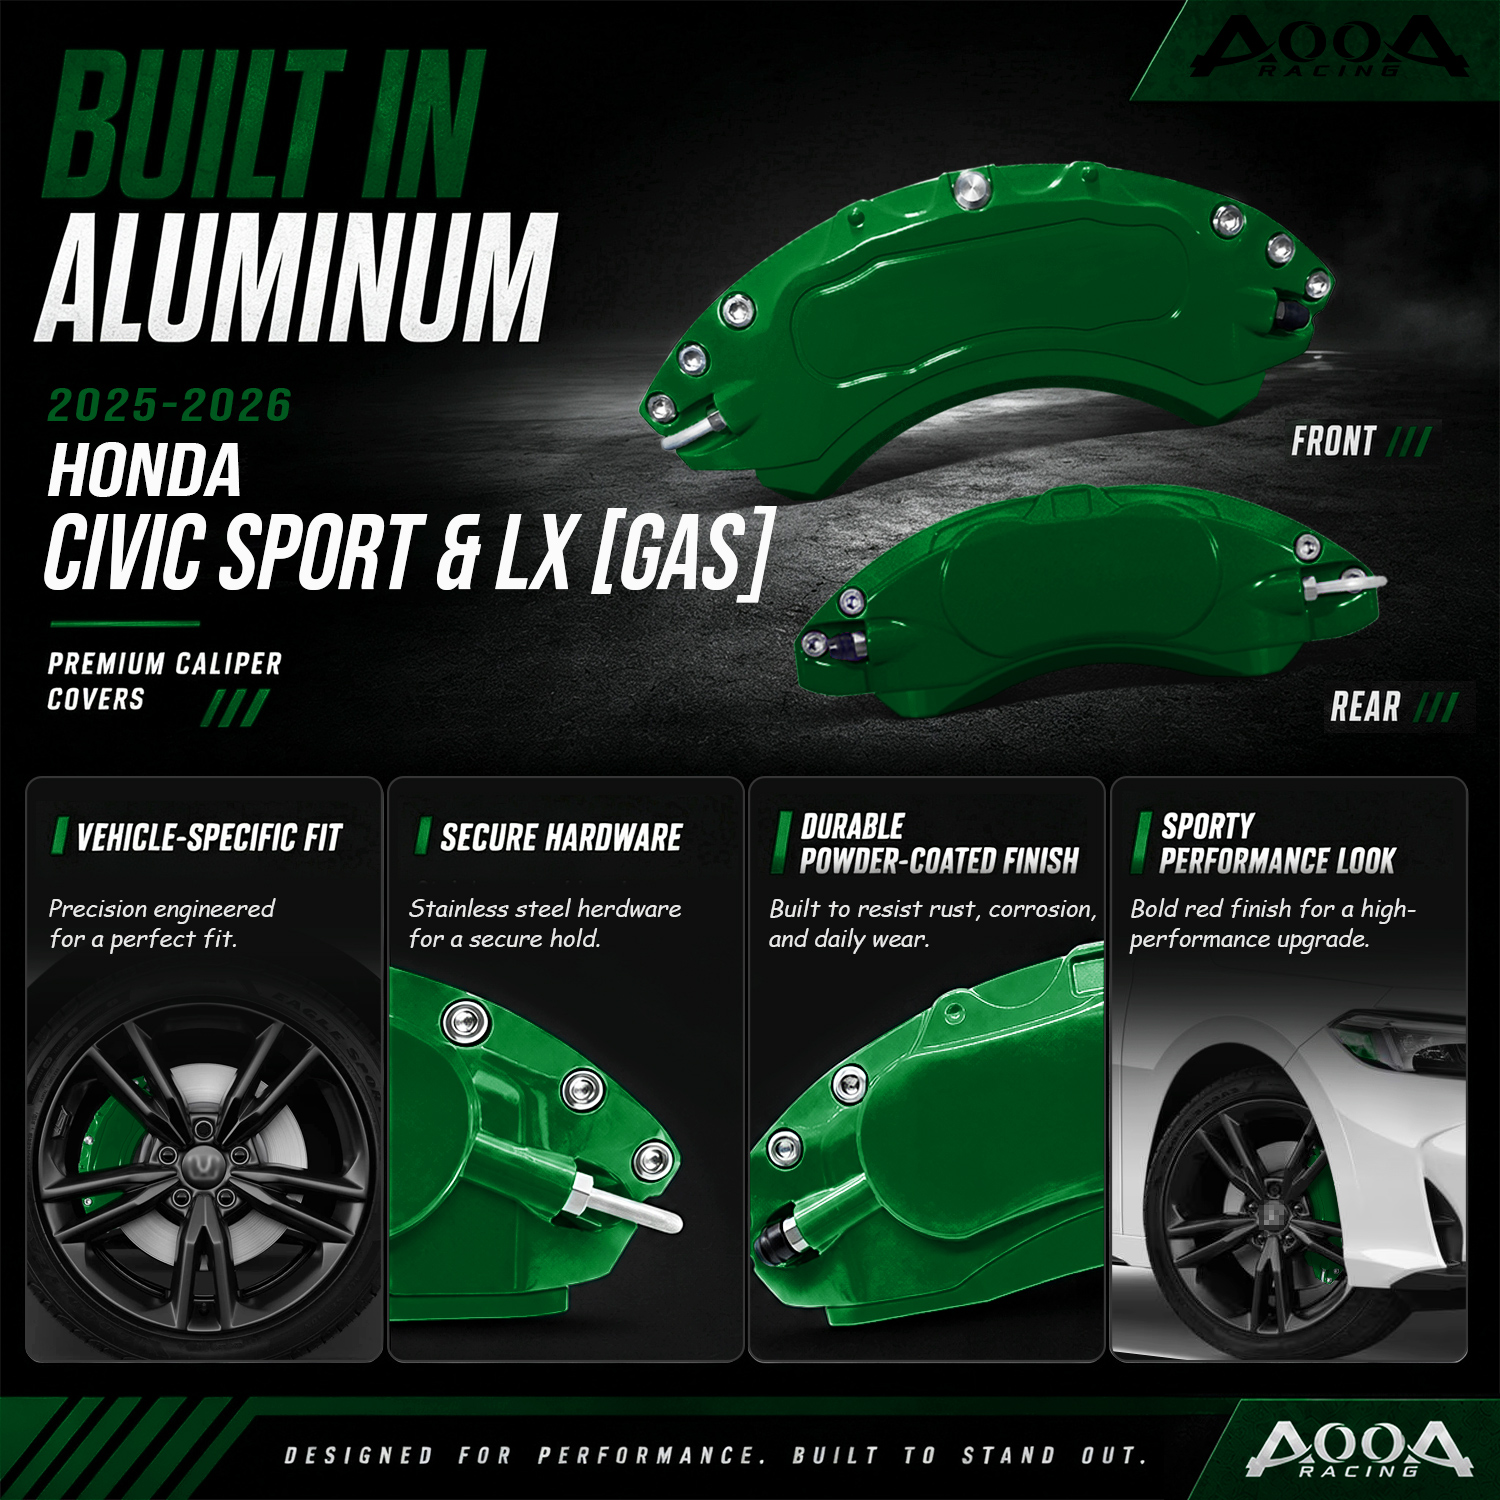 AOOA
RACING
BUILT IN
ALUMINUM
2025-2026
HONDA
CIVIC SPORT & LX [GAS]
PREMIUM CALIPER
COVERS
FRONT
REAR
VEHICLE-SPECIFIC FIT
Precision engineered
for a perfect fit.
SECURE HARDWARE
Stainless steel herdware
for a secure hold.
DURABLE
POWDER-COATED FINISH
Built to resist rust, corrosion,
and daily wear.
SPORTY
PERFORMANCE LOOK
Bold red finish for a high-
performance upgrade.
EAGLE SPORT
DESIGNED FOR PERFORMANCE. BUILT TO STAND OUT.
AOOA
RACING